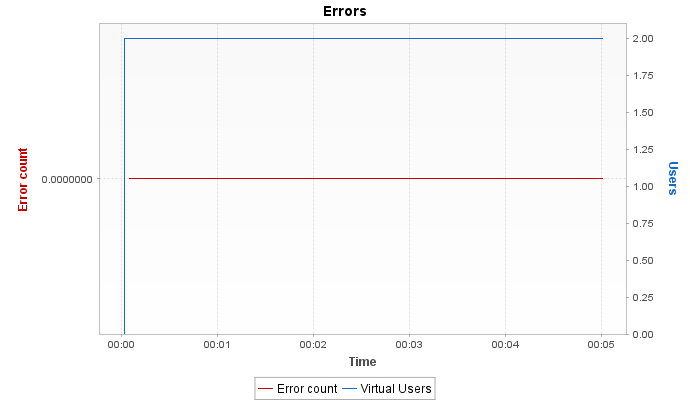 Errors
Error count
0.0000000
2.00
1.75
1.50
1.25
1.00
0.75
0.50
0.25
0.00
Users
00:00 00:01 00:02 00:03 00:04 00:05
Time
Error count Virtual Users